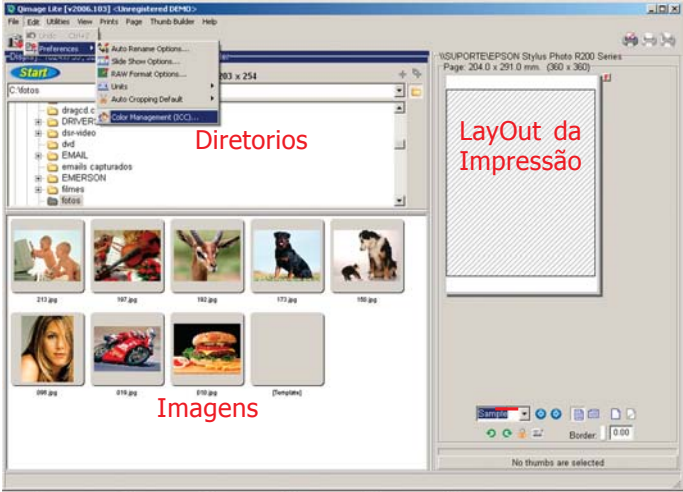 Qimage Lite [v2006.103] <Unregistered DEMO>
File Edit Utilities View Prints Page Thumb Builder Help
Undo Ctrl+Z
Preferences
Auto Rename Options...
Slide Show Options...
RAW Format Options...
Units
Auto Cropping Default
Color Management (ICC)...
Start
203 x 254
C:\fotos
dragcd.c
DRIVERS
dsr-video
dvd
EMAIL
emails capturados
EMERSON
filmes
fotos
Diretorios
\\SUPORTE\EPSON Stylus Photo R200 Series
Page: 204.0 x 291.0 mm. (360 x 360)
LayOut da
Impressão
213.jpg
197.jpg
192.jpg
173.jpg
150.jpg
019.jpg
010.jpg
[Template]
Imagens
Sample
Border:
0.00
No thumbs are selected